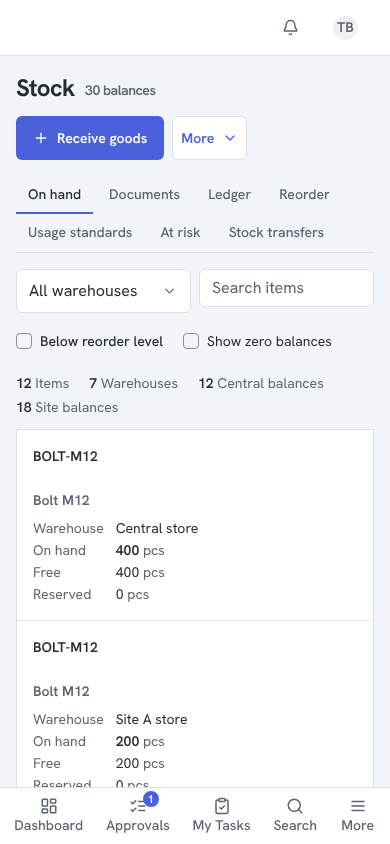 TB
Stock 30 balances
+ Receive goods More
On hand Documents Ledger Reorder
Usage standards At risk Stock transfers
All warehouses Search items
Below reorder level Show zero balances
12 Items 7 Warehouses 12 Central balances
18 Site balances
BOLT-M12
Bolt M12
Warehouse Central store
On hand 400 pcs
Free 400 pcs
Reserved 0 pcs
BOLT-M12
Bolt M12
Warehouse Site A store
On hand 200 pcs
Free 200 pcs
Reserved 0 pcs
1
Dashboard Approvals My Tasks Search More